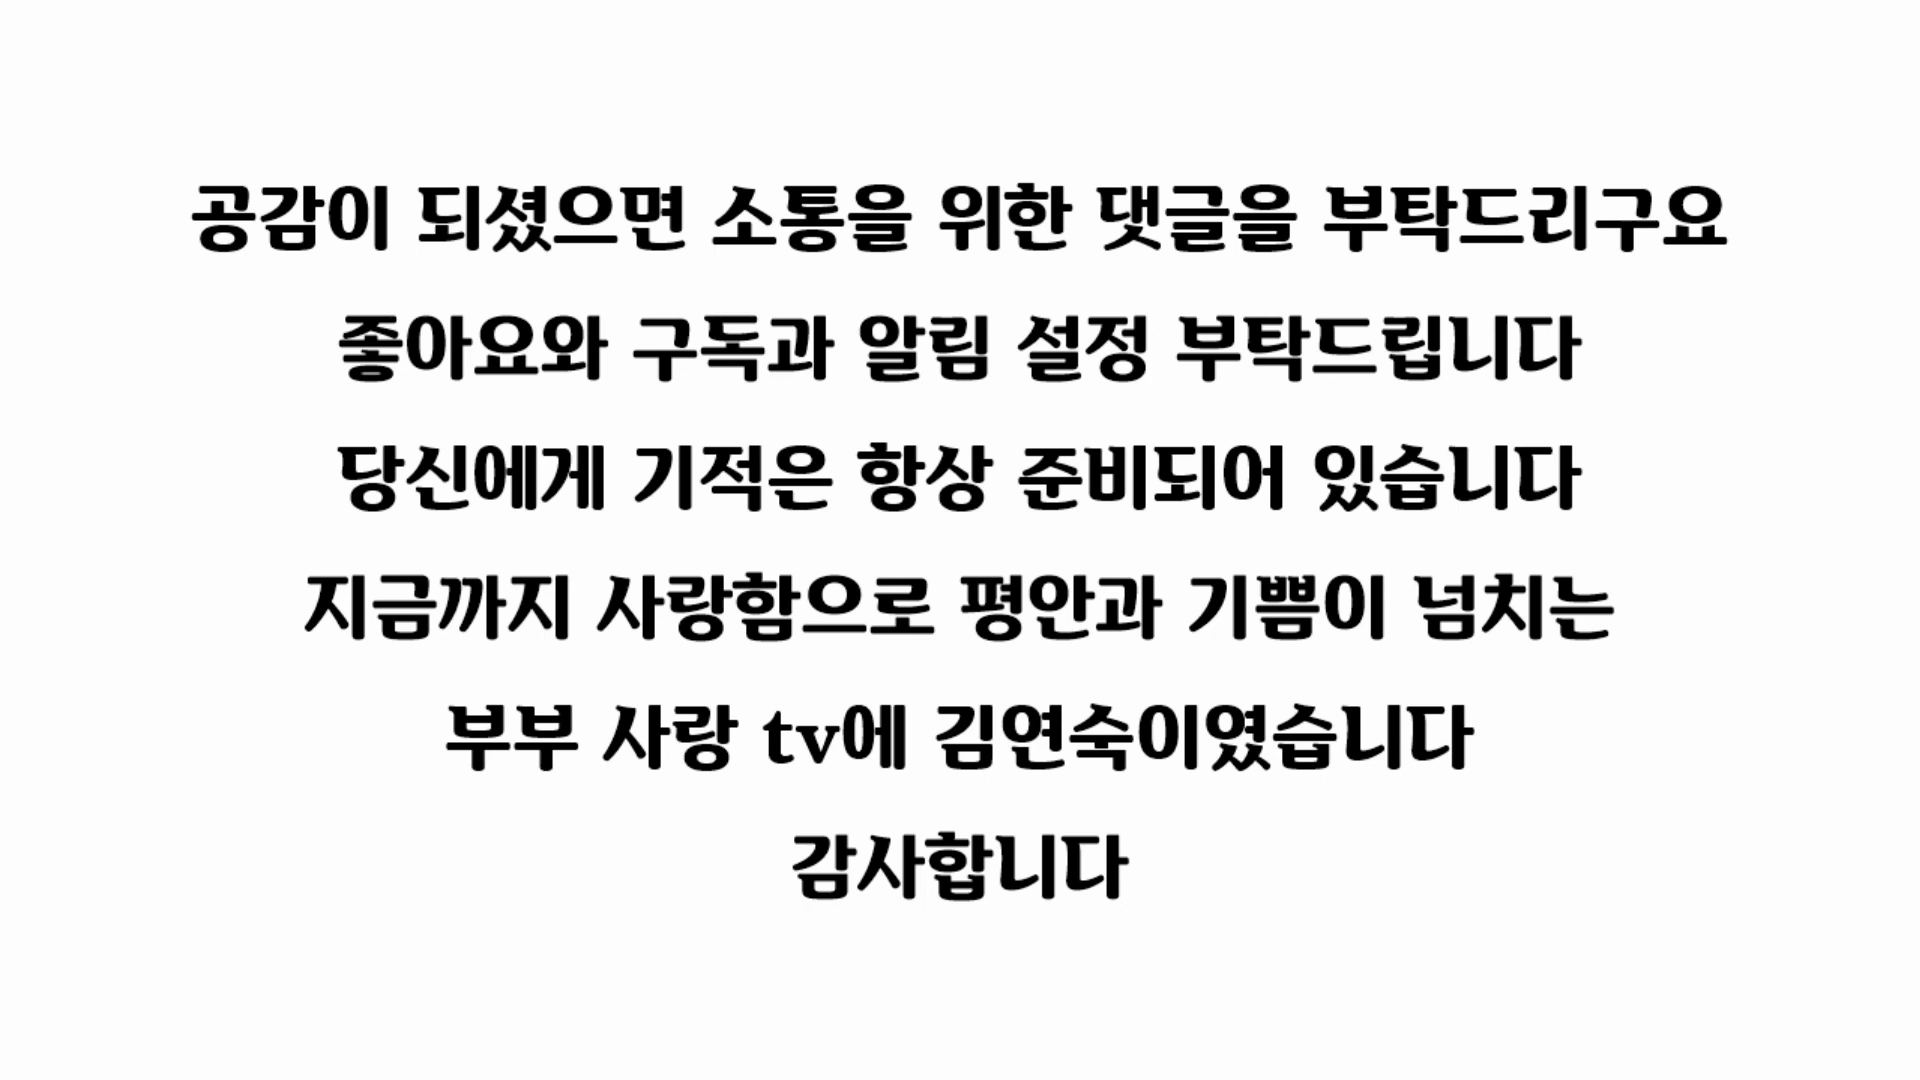 공감이 되셨으면 소통을 위한 댓글을 부탁드리구요
좋아요와 구독과 알림 설정 부탁드립니다
당신에게 기적은 항상 준비되어 있습니다
지금까지 사랑함으로 평안과 기쁨이 넘치는
부부 사랑 tv에 김연숙이였습니다
감사합니다